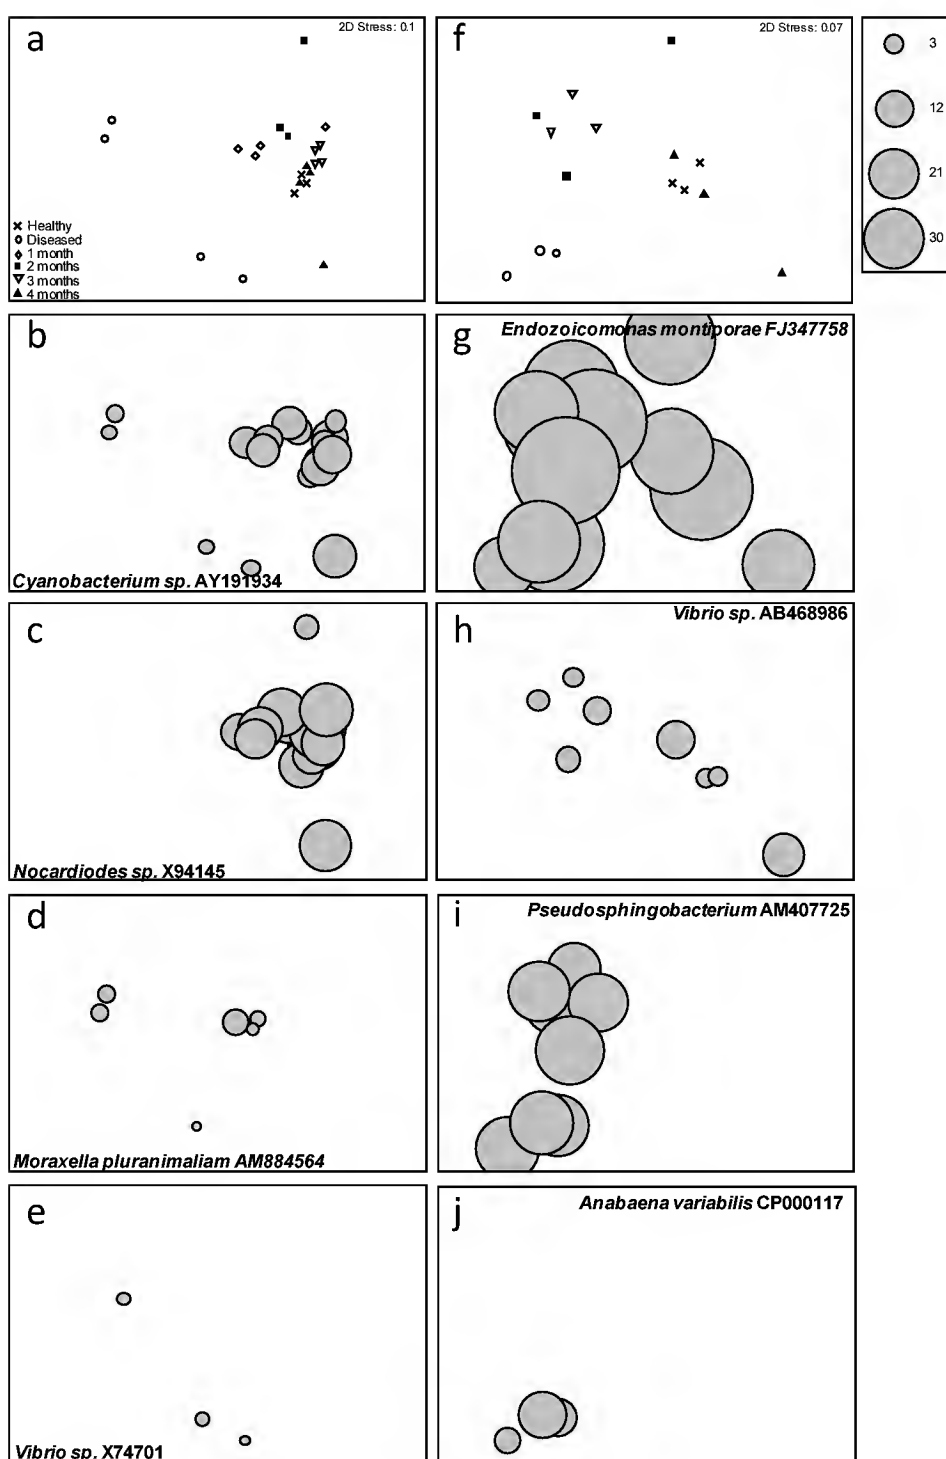 a
2D Stress: 0.1
× Healthy
Diseased
1 month
2 months
3 months
4 months
f
2D Stress: 0.07
3
12
21
30
b
Cyanobacterium sp. AY191934
g
Endozoicomonas montiporae FJ347758
c
Nocardiodes sp. X94145
h
Vibrio sp. AB468986
d
Moraxella pluranimaliam AM884564
i
Pseudosphingobacterium AM407725
e
Vibrio sp. X74701
j
Anabaena variabilis CP000117